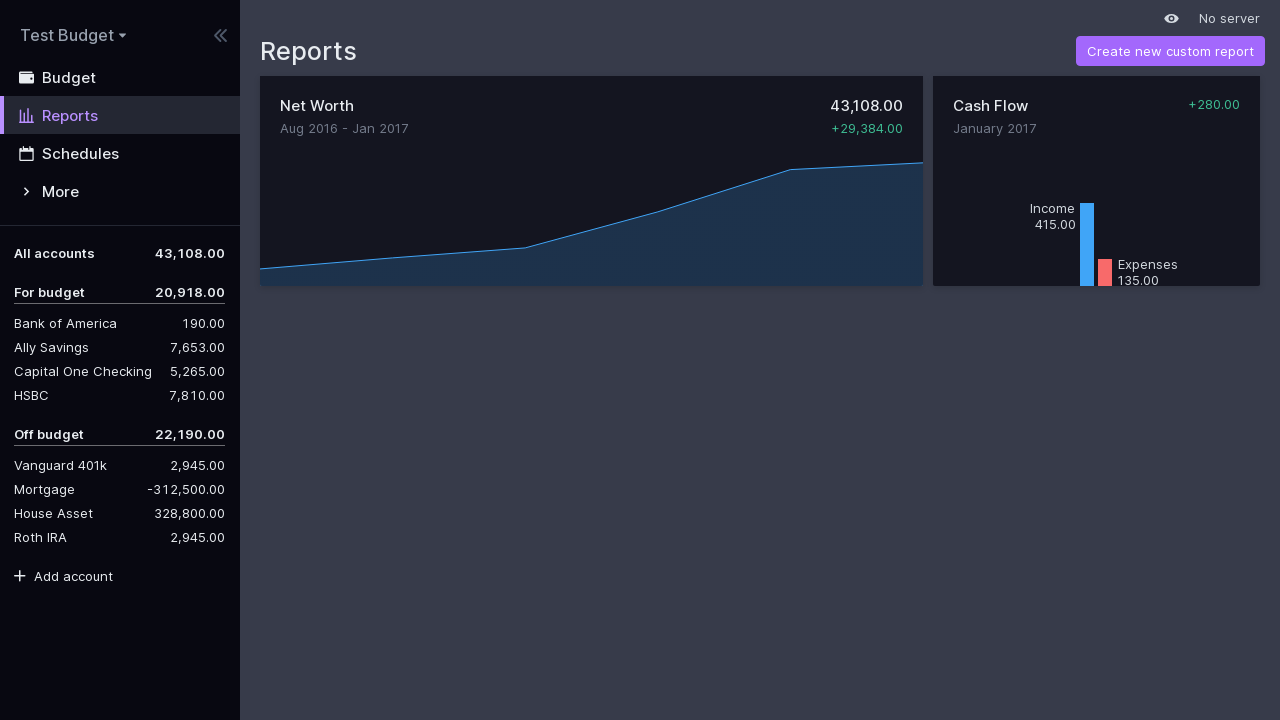 Test Budget
Budget
Reports
Schedules
More
All accounts 43,108.00
For budget 20,918.00
Bank of America 190.00
Ally Savings 7,653.00
Capital One Checking 5,265.00
HSBC 7,810.00
Off budget 22,190.00
Vanguard 401k 2,945.00
Mortgage -312,500.00
House Asset 328,800.00
Roth IRA 2,945.00
Add account
No server
Reports
Create new custom report
Net Worth 43,108.00
Aug 2016 - Jan 2017 +29,384.00
Cash Flow +280.00
January 2017
Income
415.00
Expenses
135.00